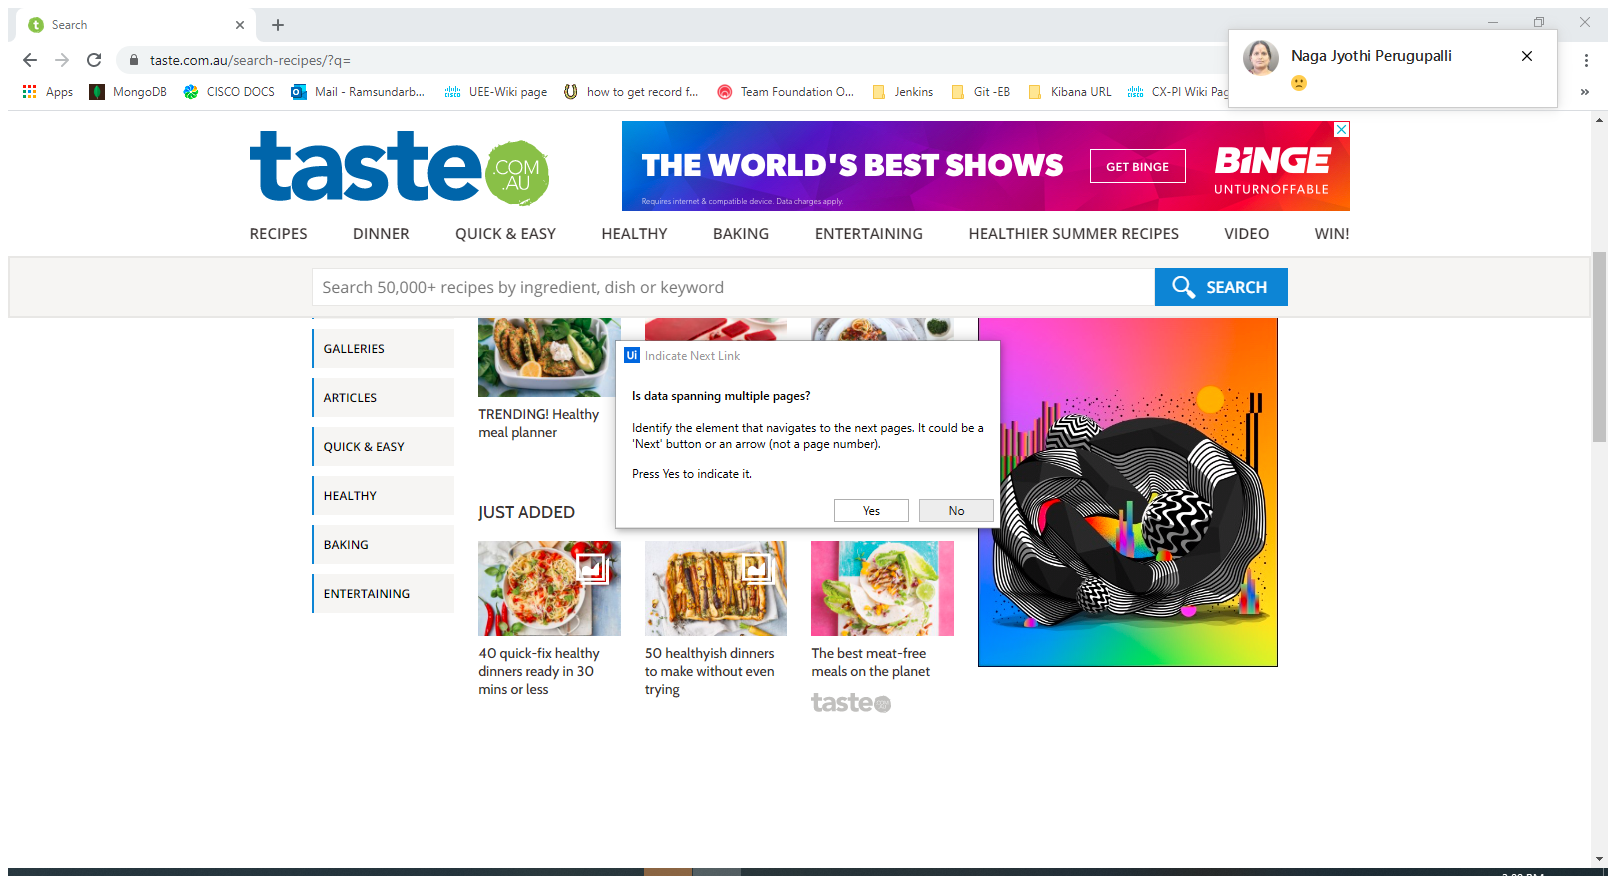 Search
taste.com.au/search-recipes/?q=
Naga Jyothi Perugupalli
Apps
MongoDB
CISCO DOCS
Mail - Ramsundarb...
UEE-Wiki page
how to get record f...
Team Foundation O...
Jenkins
Git -EB
Kibana URL
CX-PI Wiki Pag
»
taste
.COM
.AU
THE WORLD'S BEST SHOWS
Requires internet & compatible device. Data charges apply.
GET BINGE
BINGE
UNTURNOFFABLE
RECIPES
DINNER
QUICK & EASY
HEALTHY
BAKING
ENTERTAINING
HEALTHIER SUMMER RECIPES
VIDEO
WIN!
Search 50,000+ recipes by ingredient, dish or keyword
SEARCH
GALLERIES
ARTICLES
QUICK & EASY
HEALTHY
BAKING
ENTERTAINING
TRENDING! Healthy
meal planner
Ui
Indicate Next Link
Is data spanning multiple pages?
Identify the element that navigates to the next pages. It could be a
'Next' button or an arrow (not a page number).
Press Yes to indicate it.
Yes
No
JUST ADDED
40 quick-fix healthy
dinners ready in 30
mins or less
50 healthyish dinners
to make without even
trying
The best meat-free
meals on the planet
taste